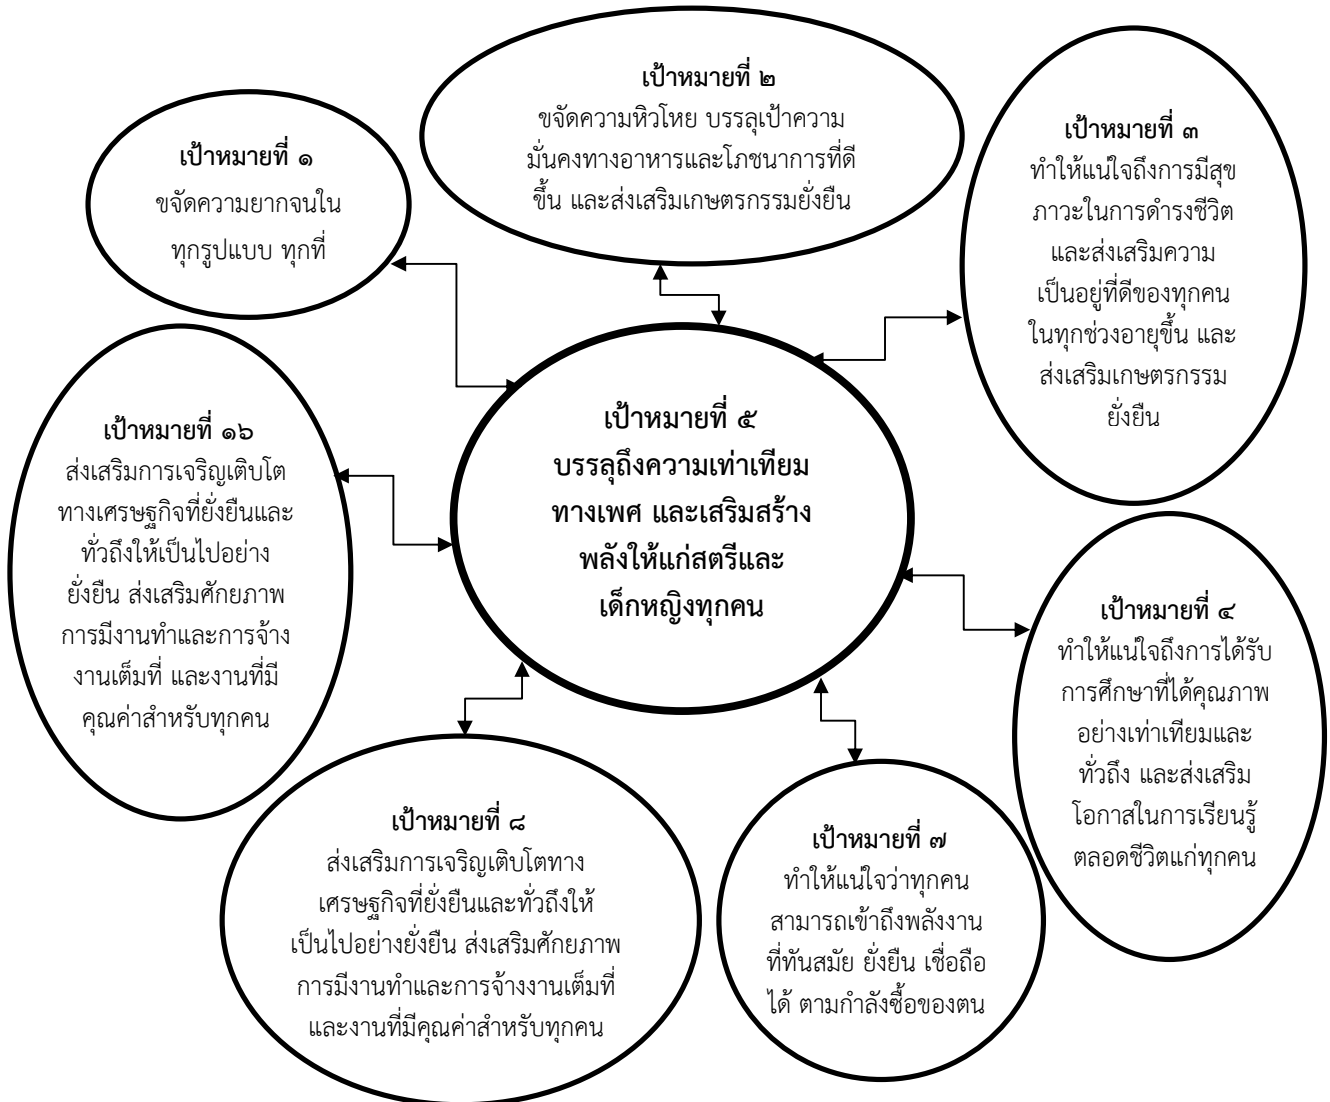 เป้าหมายที่ ๑
ขจัดความยากจนใน
ทุกรูปแบบ ทุกที่
เป้าหมายที่ ๒
ขจัดความหิวโหย บรรลุเป้าความ
มั่นคงทางอาหารและโภชนาการที่ดี
ขึ้น และส่งเสริมเกษตรกรรมยั่งยืน
เป้าหมายที่ ๓
ทำให้แน่ใจถึงการมีสุข
ภาวะในการดำรงชีวิต
และส่งเสริมความ
เป็นอยู่ที่ดีของทุกคน
ในทุกช่วงอายุขึ้น และ
ส่งเสริมเกษตรกรรม
ยั่งยืน
เป้าหมายที่ ๕
บรรลุถึงความเท่าเทียม
ทางเพศ และเสริมสร้าง
พลังให้แก่สตรีและ
เด็กหญิงทุกคน
เป้าหมายที่ ๑๖
ส่งเสริมการเจริญเติบโต
ทางเศรษฐกิจที่ยั่งยืนและ
ทั่วถึงให้เป็นไปอย่าง
ยั่งยืน ส่งเสริมศักยภาพ
การมีงานทำและการจ้าง
งานเต็มที่ และงานที่มี
คุณค่าสำหรับทุกคน
เป้าหมายที่ ๔
ทำให้แน่ใจถึงการได้รับ
การศึกษาที่ได้คุณภาพ
อย่างเท่าเทียมและ
ทั่วถึง และส่งเสริม
โอกาสในการเรียนรู้
ตลอดชีวิตแก่ทุกคน
เป้าหมายที่ ๘
ส่งเสริมการเจริญเติบโตทาง
เศรษฐกิจที่ยั่งยืนและทั่วถึงให้
เป็นไปอย่างยั่งยืน ส่งเสริมศักยภาพ
การมีงานทำและการจ้างงานเต็มที่
และงานที่มีคุณค่าสำหรับทุกคน
เป้าหมายที่ ๗
ทำให้แน่ใจว่าทุกคน
สามารถเข้าถึงพลังงาน
ที่ทันสมัย ยั่งยืน เชื่อถือ
ได้ ตามกำลังซื้อของตน